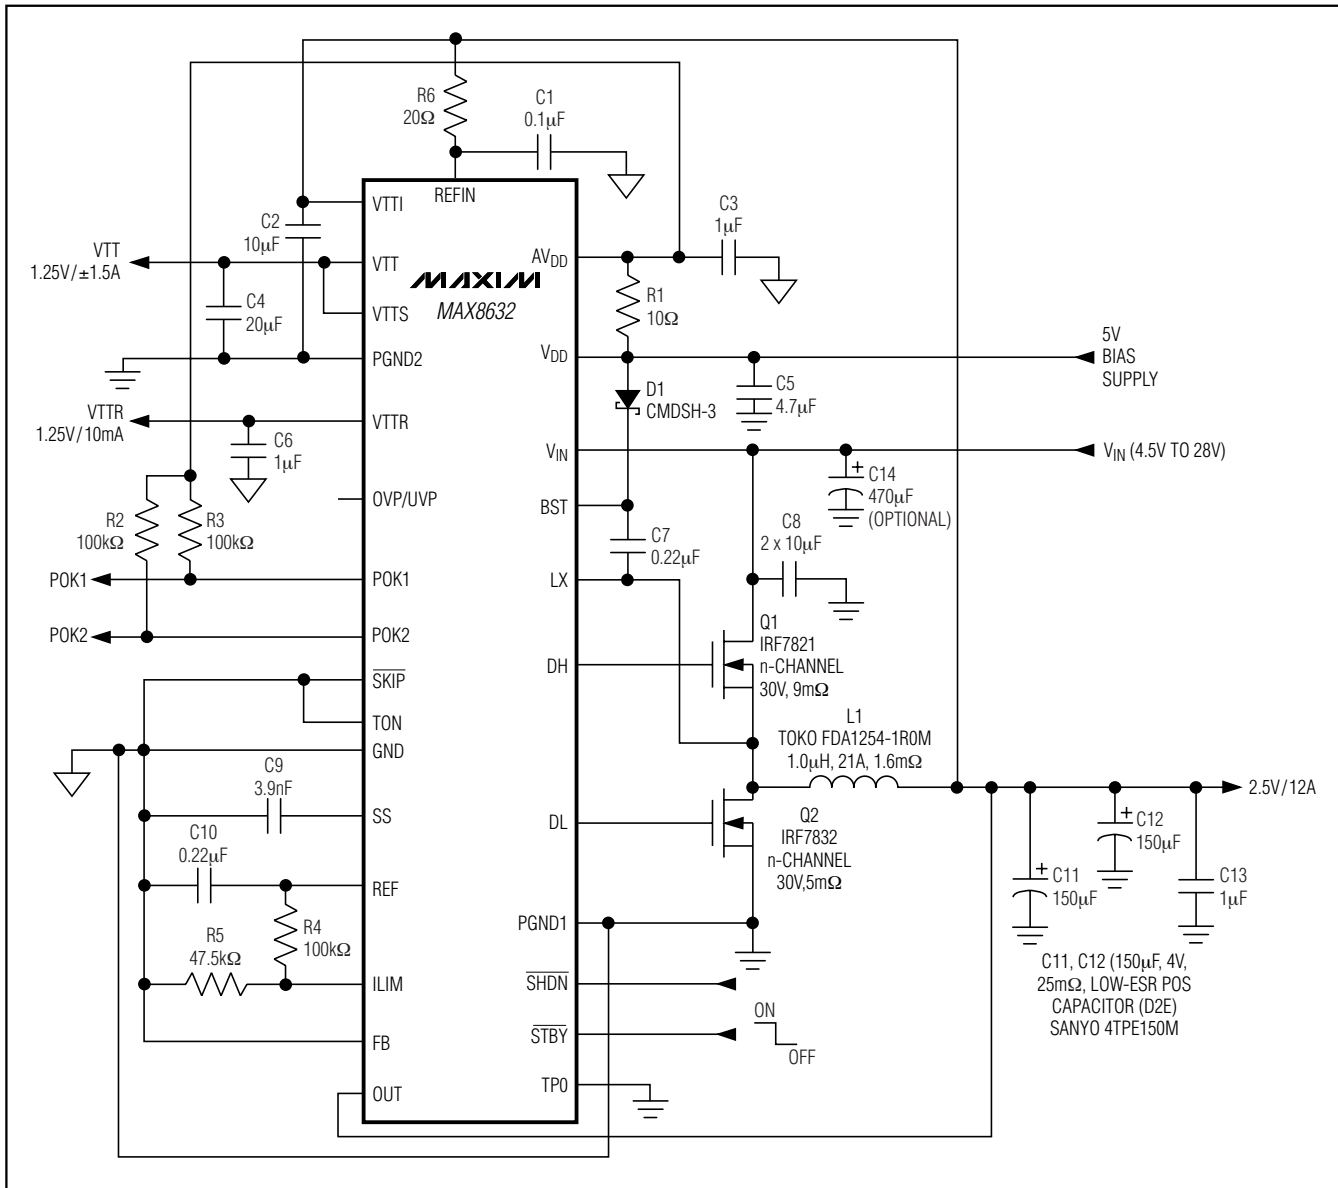 R6
20Ω
C1
0.1μF
REFIN
VTTI
C2
10μF
C3
1μF
VTT
1.25V/±1.5A
VTT
AVDD
MAXIM
MAX8632
C4
20μF
VTTS
R1
10Ω
PGND2
VDD
5V
BIAS
SUPPLY
D1
CMDSH-3
C5
4.7μF
VTTR
1.25V/10mA
VTTR
C6
1μF
VIN
VIN (4.5V TO 28V)
C14
470μF
(OPTIONAL)
OVP/UVP
BST
R2
100kΩ
R3
100kΩ
C7
0.22μF
C8
2 x 10μF
POK1
POK1
LX
POK2
POK2
Q1
IRF7821
n-CHANNEL
30V, 9mΩ
DH
SKIP
TON
GND
L1
TOKO FDA1254-1R0M
1.0μH, 21A, 1.6mΩ
2.5V/12A
C9
3.9nF
SS
DL
Q2
IRF7832
n-CHANNEL
30V,5mΩ
C10
0.22μF
REF
C12
150μF
C11
150μF
C13
1μF
R5
47.5kΩ
R4
100kΩ
PGND1
ILIM
SHDN
C11, C12 (150μF, 4V,
25mΩ, LOW-ESR POS
CAPACITOR (D2E)
SANYO 4TPE150M
FB
STBY
ON
OFF
OUT
TP0